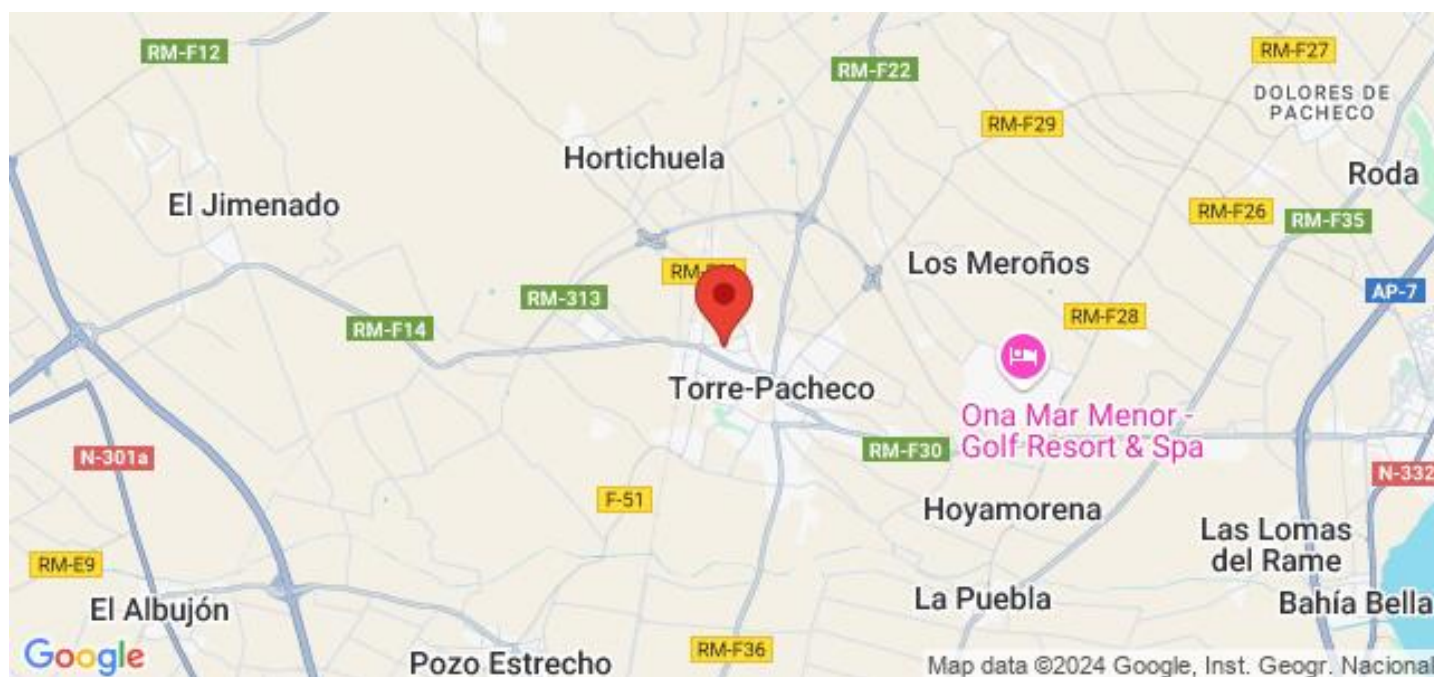 RM-F12
RM-F22
RM-F27
DOLORES DE
PACHECO
RM-F29
Hortichuela
Roda
El Jimenado
RM-F26
RM-F35
Los Meroños
RM-313
AP-7
RM-F14
RM-F28
Torre-Pacheco
Ona Mar Menor -
Golf Resort & Spa
RM-F30
N-301a
N-332
F-51
Hoyamorena
Las Lomas
del Rame
RM-E9
El Albujón
La Puebla
Bahía Bella
Google
Pozo Estrecho
RM-F36
Map data ©2024 Google, Inst. Geogr. Nacional